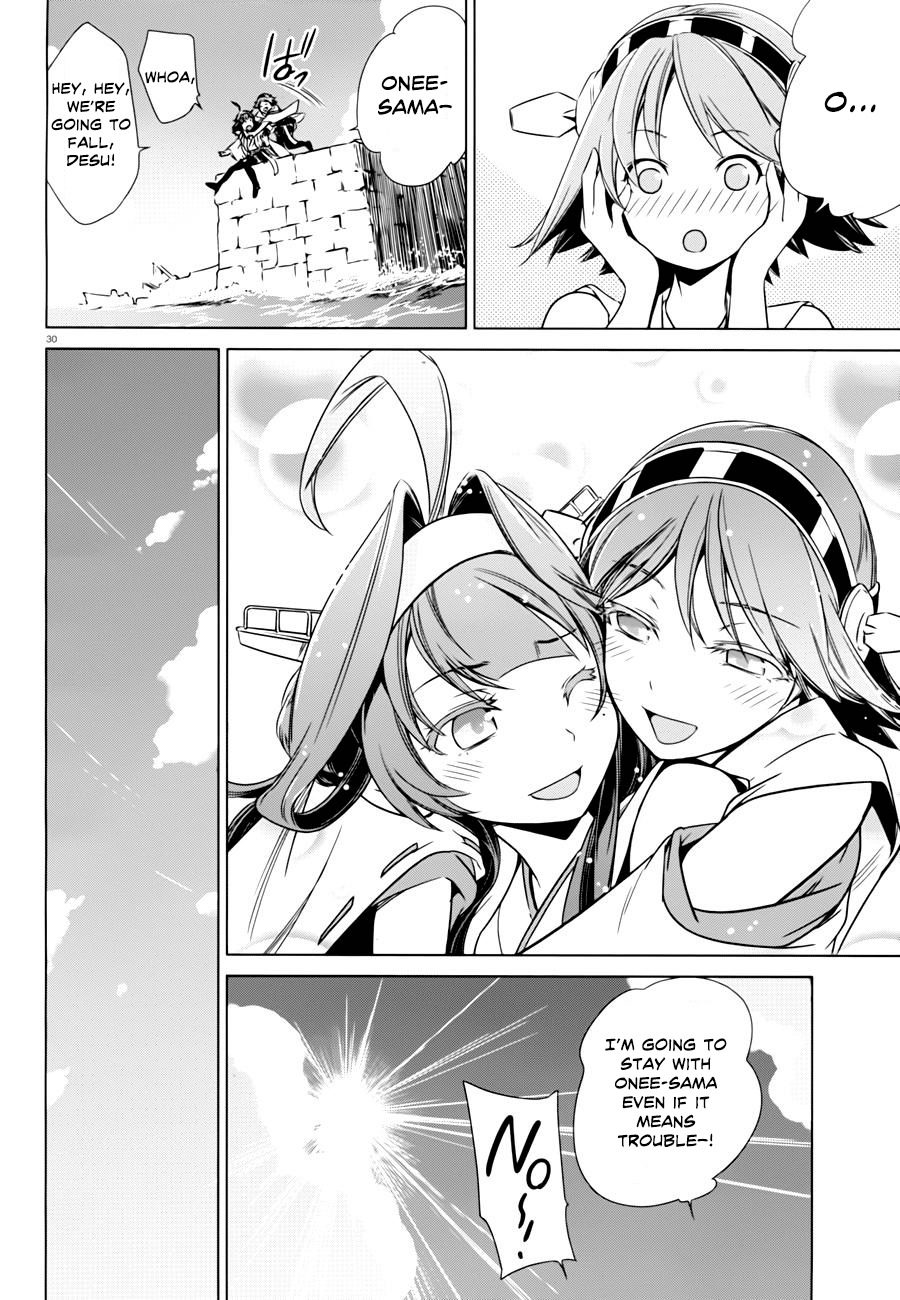 O...
ONEE-
SAMA~
ばっ
WHOA,
HEY, HEY,
WE'RE
GOING TO
FALL,
DESU!
30
I'M GOING TO
STAY WITH
ONEE-SAMA
EVEN IF IT
MEANS
TROUBLE~!
NO~!